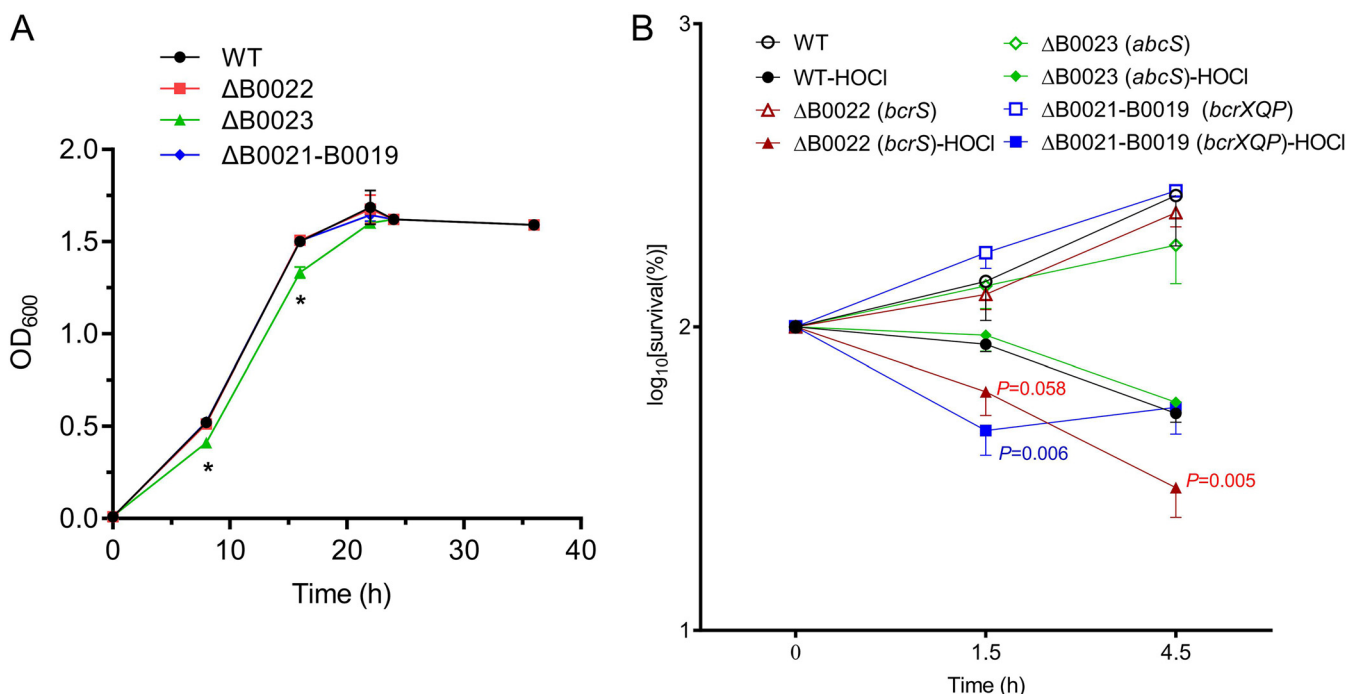 A
WT
ΔB0022
ΔB0023
ΔB0021-B0019
2.0
1.5
1.0
0.5
0.0
OD600
*
*
0
10
20
30
40
Time (h)
B
WT
WT-HOCl
ΔB0022 (bcrS)
ΔB0022 (bcrS)-HOCl
ΔB0023 (abcS)
ΔB0023 (abcS)-HOCl
ΔB0021-B0019 (bcrXQP)
ΔB0021-B0019 (bcrXQP)-HOCl
3
2
1
log10[survival(%)]
P=0.058
P=0.006
P=0.005
0
1.5
4.5
Time (h)